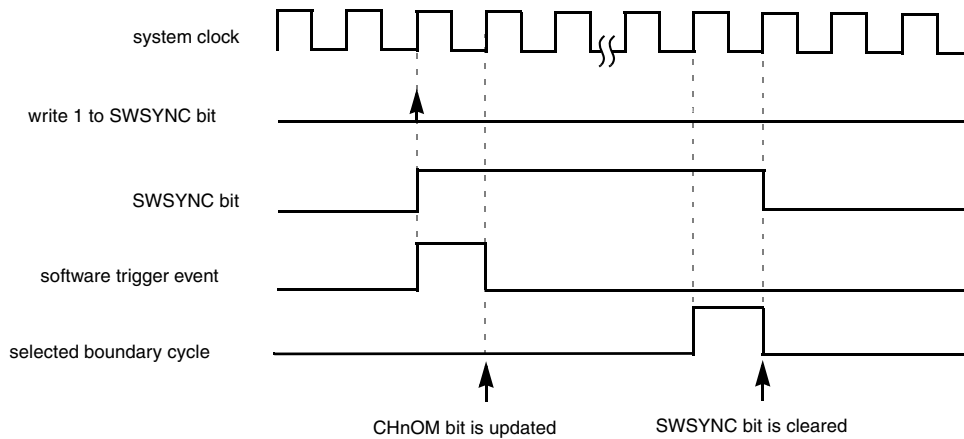 system clock
write 1 to SWSYNC bit
SWSYNC bit
software trigger event
selected boundary cycle
CHnOM bit is updated
SWSYNC bit is cleared